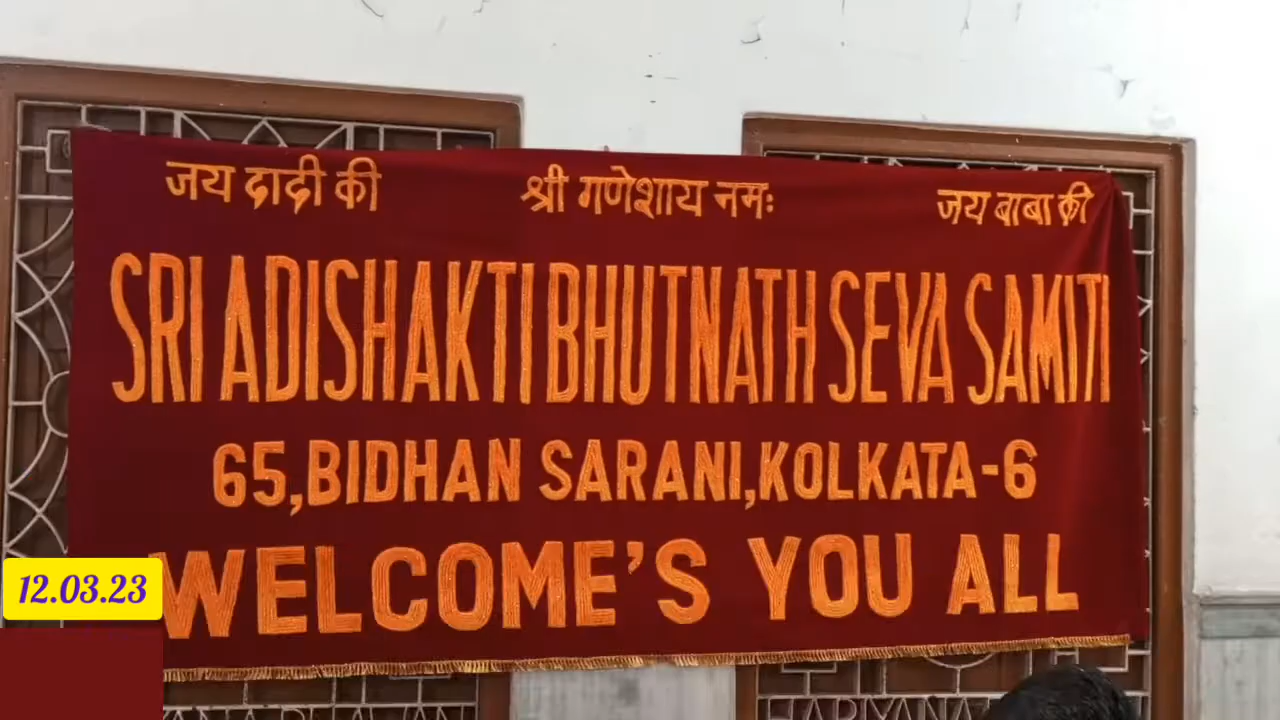 जय दादी की श्री गणेशाय नमः जय बाबा की
SRI ADISHAKTI BHUTNATH SEVA SAMITI
65,BIDHAN SARANI,KOLKATA-6
WELCOME'S YOU ALL
12.03.23
HARYANA